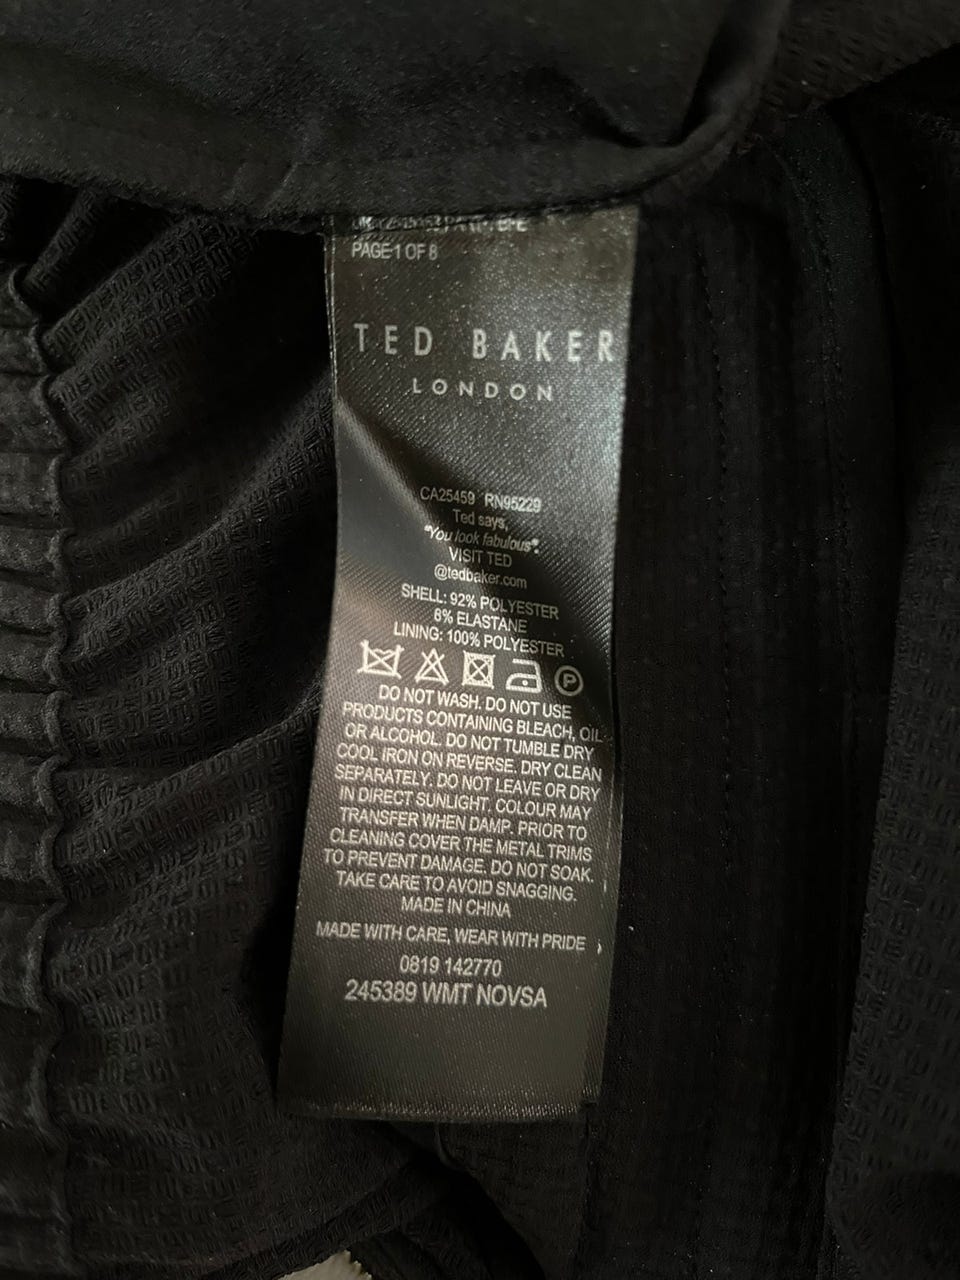 PAGE 1 OF 8
TED BAKER
LONDON
CA25459 RN95229
Ted says,
"You look fabulous".
VISIT TED
@tedbaker.com
SHELL: 92% POLYESTER
8% ELASTANE
LINING: 100% POLYESTER
P
DO NOT WASH. DO NOT USE
PRODUCTS CONTAINING BLEACH, OIL
OR ALCOHOL. DO NOT TUMBLE DRY
COOL IRON ON REVERSE. DRY CLEAN
SEPARATELY. DO NOT LEAVE OR DRY
IN DIRECT SUNLIGHT. COLOUR MAY
TRANSFER WHEN DAMP. PRIOR TO
CLEANING COVER THE METAL TRIMS
TO PREVENT DAMAGE. DO NOT SOAK.
TAKE CARE TO AVOID SNAGGING.
MADE IN CHINA
MADE WITH CARE, WEAR WITH PRIDE
0819 142770
245389 WMT NOVSA